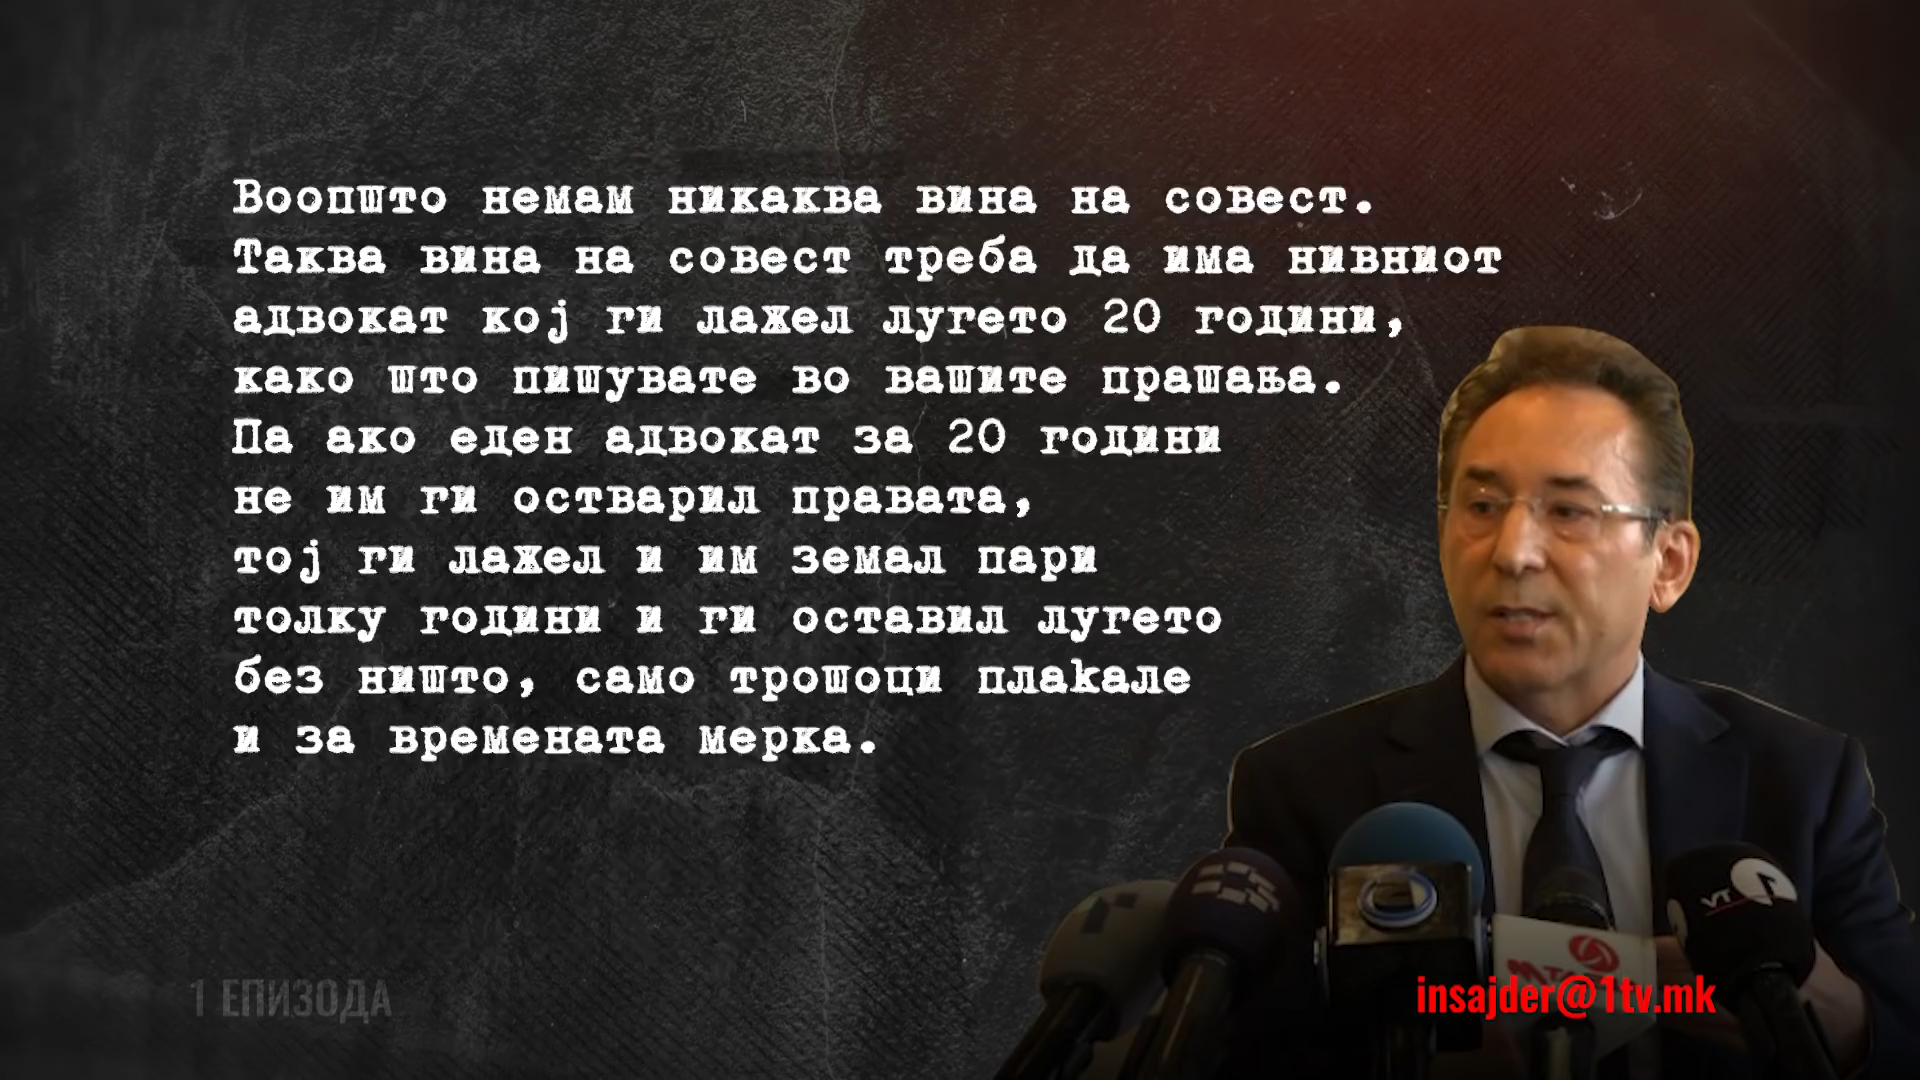 Воопшто немам никаква вина на совест.
Таква вина на совест треба да има нивниот
адвокат кој ги лажел лугето 20 години,
како што пишувате во вашите прашања.
Па ако еден адвокат за 20 години
не им ги остварил правата,
тој ги лажел и им земал пари
толку години и ги оставил лугето
без ништо, само трошоци плаkале
и за времената мерка.
1 ЕПИЗОДА
insajder@1tv.mk